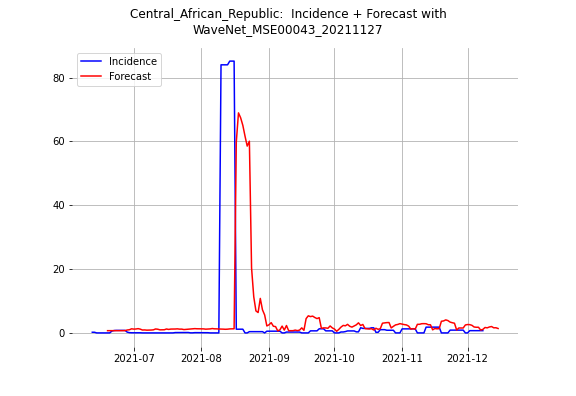 Central_African_Republic:  Incidence + Forecast with
WaveNet_MSE00043_20211127
Incidence
Forecast
80
60
40
20
0
2021-07 2021-08 2021-09 2021-10 2021-11 2021-12